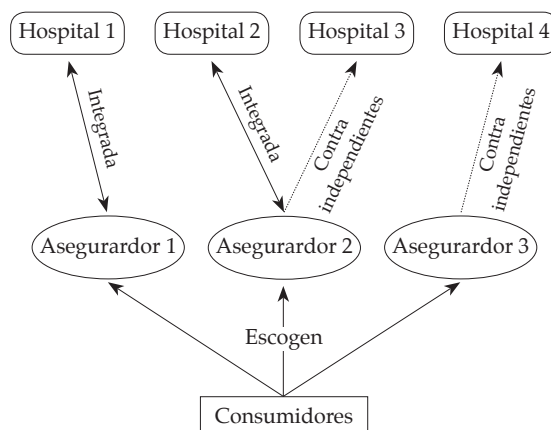 Hospital 1
Hospital 2
Hospital 3
Hospital 4
Integrada
Integrada
Contra
independientes
Contra
independientes
Asegurardor 1
Asegurardor 2
Asegurardor 3
Escogen
Consumidores